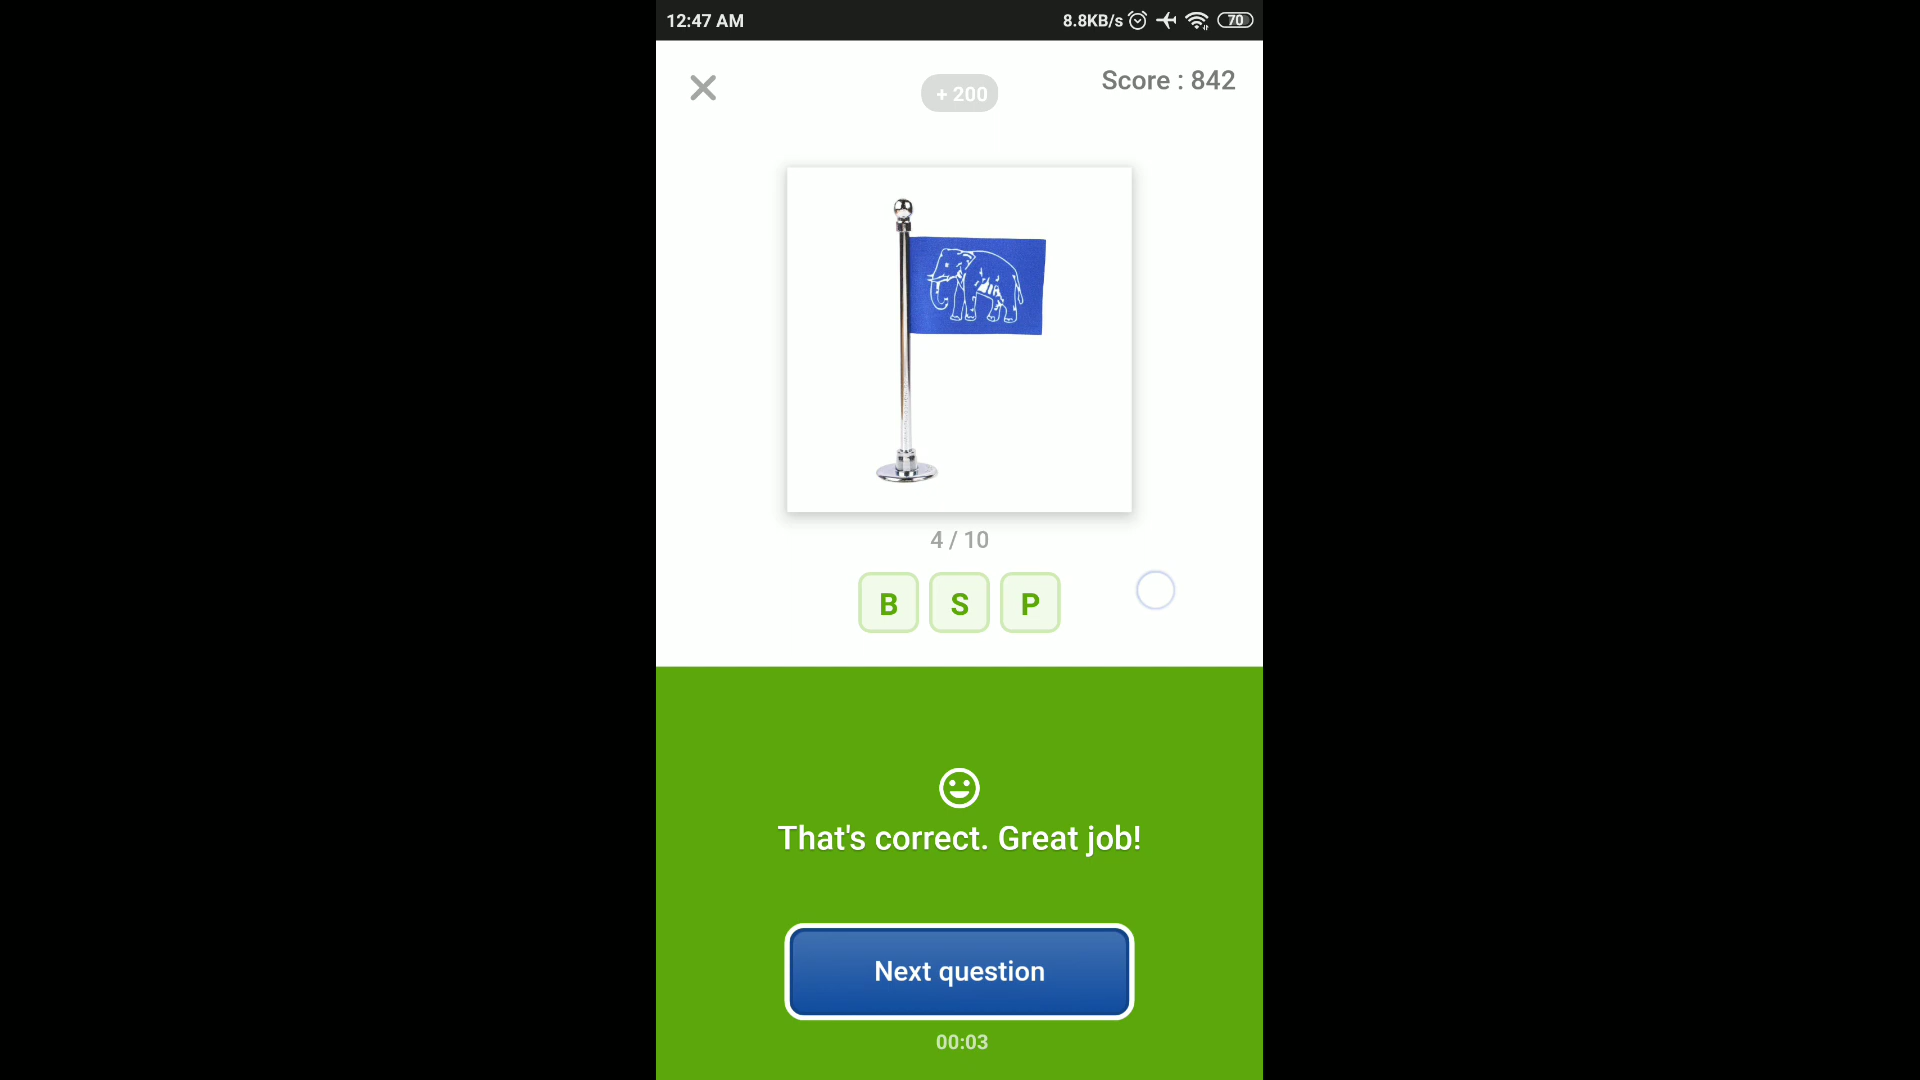 12:47 AM
8.8KB/s
70
+ 200
Score : 842
4 / 10
B S P
That's correct. Great job!
Next question
00:03